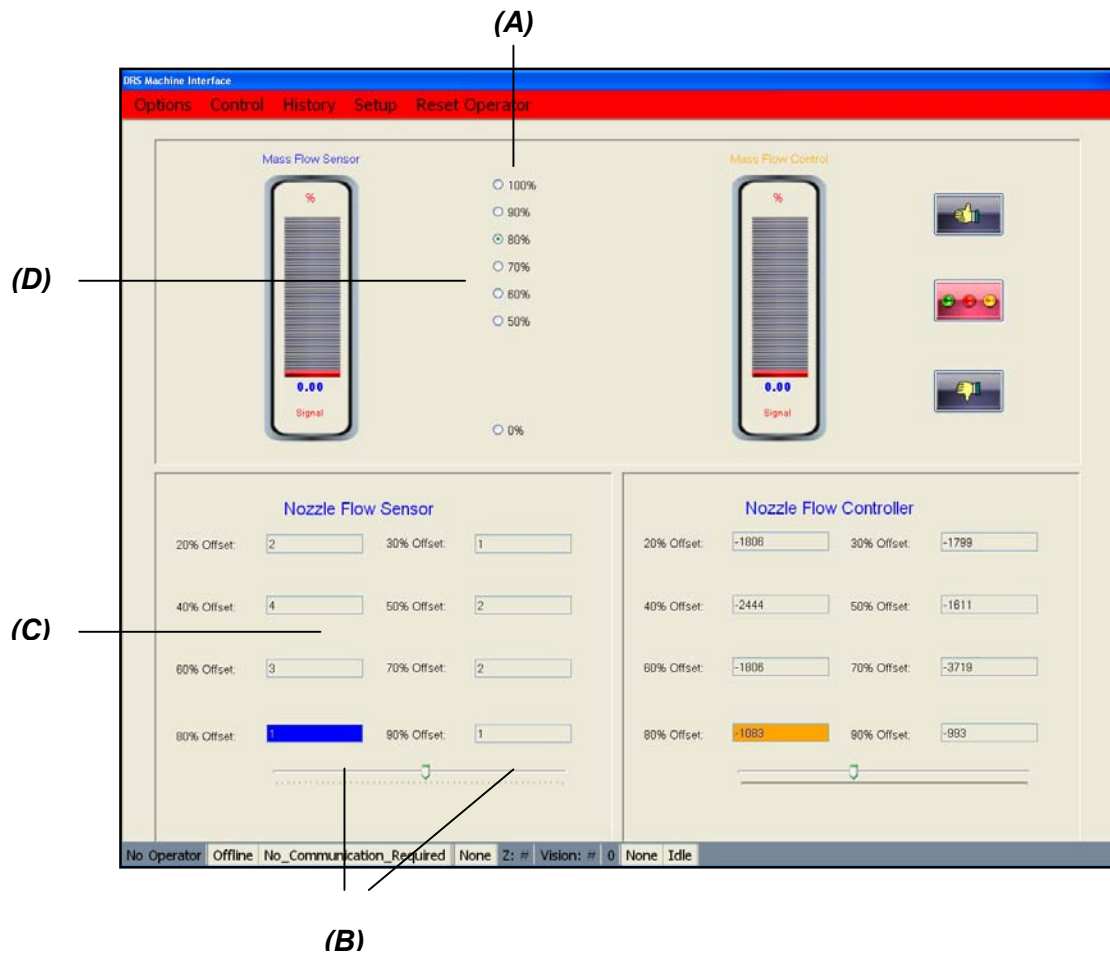 (A)
DRS Machine Interface
Options Control History Setup Reset Operator
Mass Flow Sensor
%
0.00
Signal
100%
90%
80%
70%
60%
50%
0%
Mass Flow Control
%
0.00
Signal
(D)
Nozzle Flow Sensor
20% Offset: 2 30% Offset: 1
40% Offset: 4 50% Offset: 2
60% Offset: 3 70% Offset: 2
80% Offset: 1 90% Offset: 1
(C)
Nozzle Flow Controller
20% Offset: -1806 30% Offset: -1799
40% Offset: -2444 50% Offset: -1611
60% Offset: -1806 70% Offset: -3719
80% Offset: -1083 90% Offset: -993
No Operator Offline No_Communication_Required None Z: # Vision: # 0 None Idle
(B)